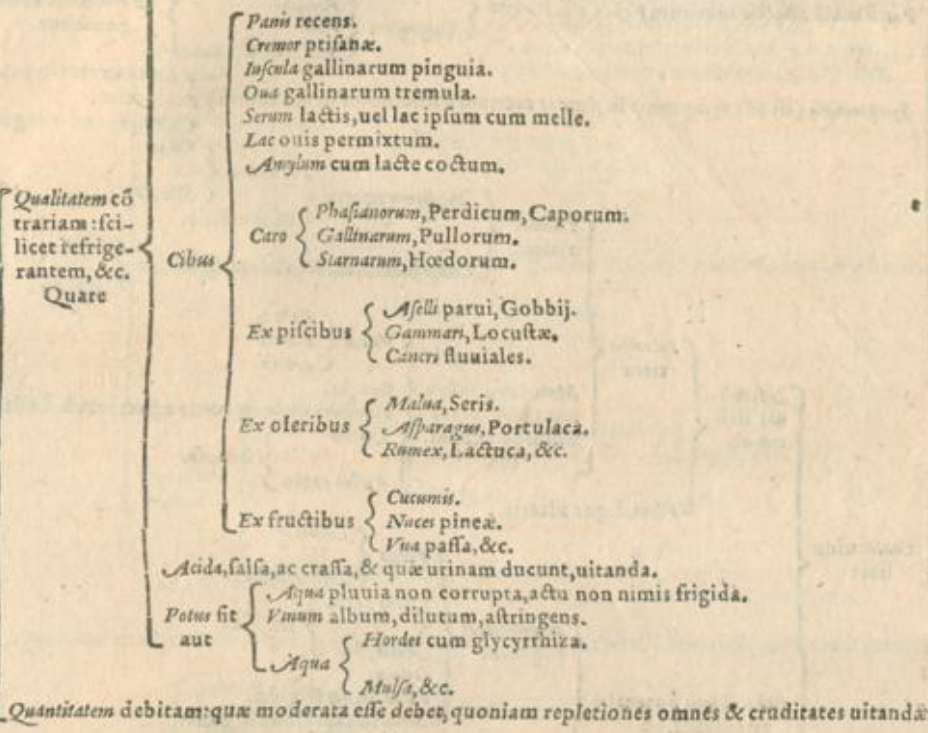 Panis recens.
Cremor ptiſanæ.
Iuſcula gallinarum pinguia.
Oua gallinarum tremula.
Serum lactis,uel lac ipſum cum melle.
Lac ouis permixtum.
Amylum cum lacte coctum.
Qualitatem cō
trariam:ſci-
licet refrige-
rantem,&c.
Quare
Cibus
Caro
Phaſianorum,Perdicum,Caporum.
Gallinarum,Pullorum.
Starnarum,Hœdorum.
Ex piſcibus
Aſelli parui,Gobbij.
Gammari,Locuſtæ.
Cancri fluuiales.
Ex oleribus
Malua,Seris.
Aſparagus,Portulaca.
Rumex,Lactuca,&c.
Ex fructibus
Cucumis.
Nuces pineæ.
Vua paſſa,&c.
Acida,ſalſa,ac craſſa,& quæ urinam ducunt,uitanda.
Potus ſit
aut
Aqua pluuia non corrupta,actu non nimis frigida.
Vinum album,dilutum,aſtringens.
Aqua
Hordei cum glycyrrhiza.
Mulſa,&c.
Quantitatem debitam:quæ moderata eſſe debet,quoniam repletiones omnes & cruditates uitandæ